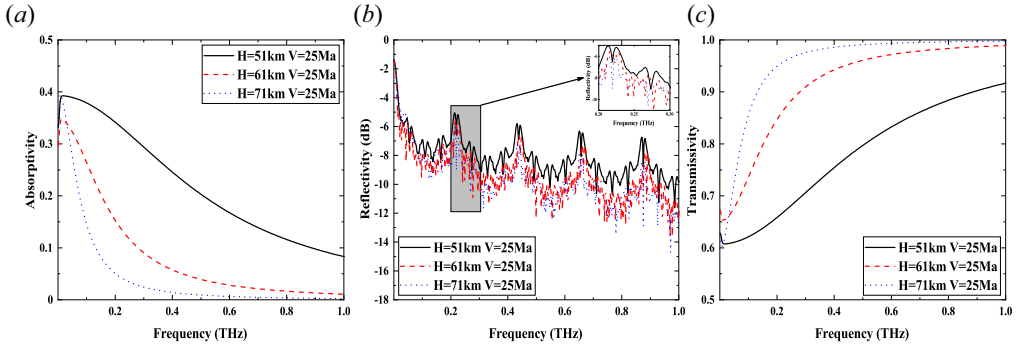 (a)
0.5
0.4
0.3
0.2
0.1
0
Absorptivity
H=51km V=25Ma
H=61km V=25Ma
H=71km V=25Ma
0.2 0.4 0.6 0.8 1.0
Frequency (THz)
(b)
0
-2
-4
-6
-8
-10
-12
-14
-16
-18
Reflectivity (dB)
Reflectivity (dB)
0.20 0.25 0.30
Frequency (THz)
H=51km V=25Ma
H=61km V=25Ma
H=71km V=25Ma
0.2 0.4 0.6 0.8 1.0
Frequency (THz)
(c)
1.0
0.9
0.8
0.7
0.6
0.5
Transmissivity
H=51km V=25Ma
H=61km V=25Ma
H=71km V=25Ma
0.2 0.4 0.6 0.8 1.0
Frequency (THz)